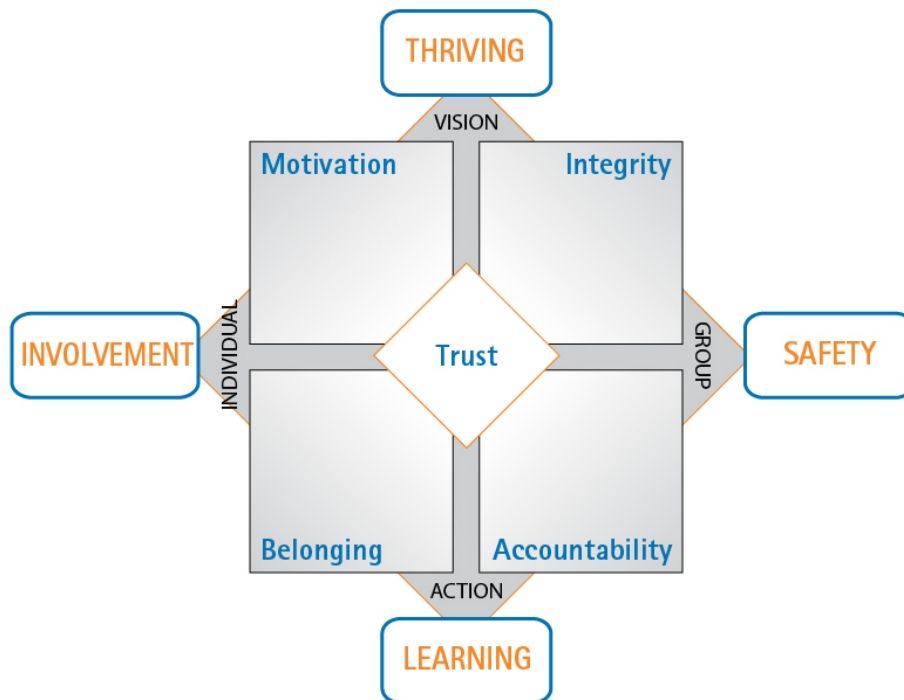 THRIVING
VISION
Motivation
Integrity
INVOLVEMENT
INDIVIDUAL
Trust
GROUP
SAFETY
Belonging
Accountability
ACTION
LEARNING